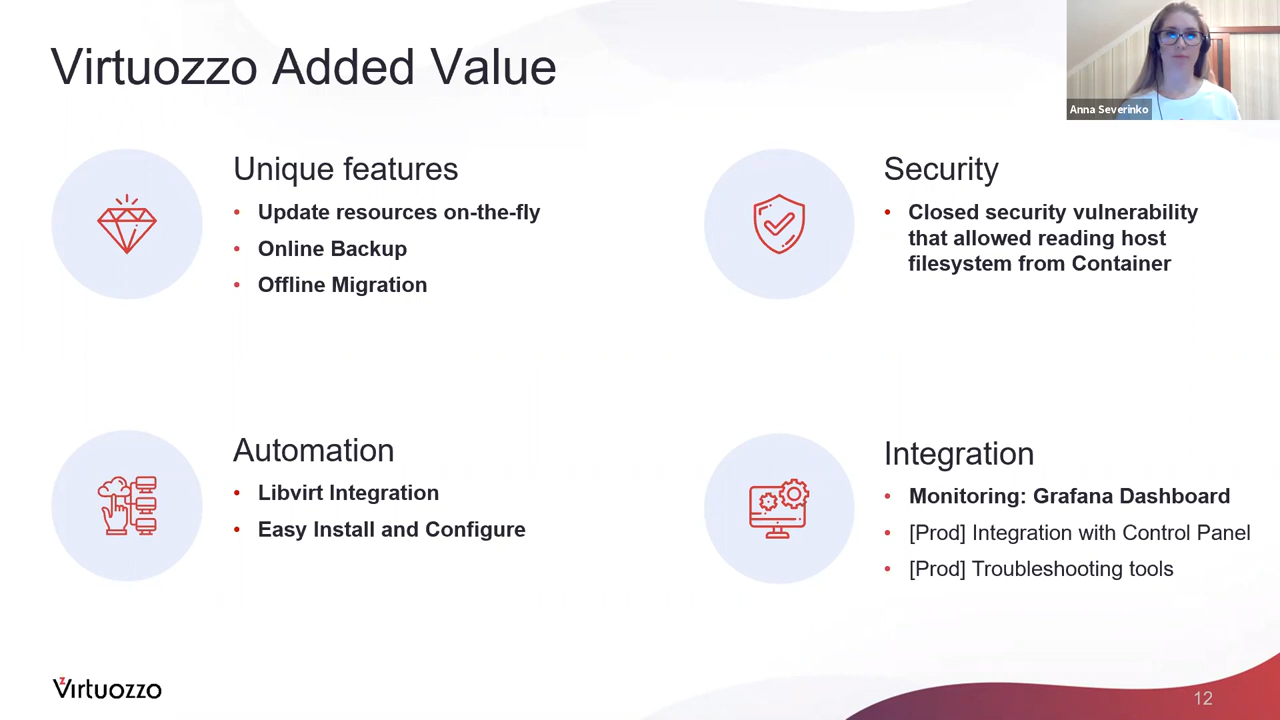 Virtuozzo Added Value
Anna Severinko
Unique features
• Update resources on-the-fly
• Online Backup
• Offline Migration
Security
• Closed security vulnerability
that allowed reading host
filesystem from Container
Automation
• Libvirt Integration
• Easy Install and Configure
Integration
• Monitoring: Grafana Dashboard
• [Prod] Integration with Control Panel
• [Prod] Troubleshooting tools
Virtuozzo
12